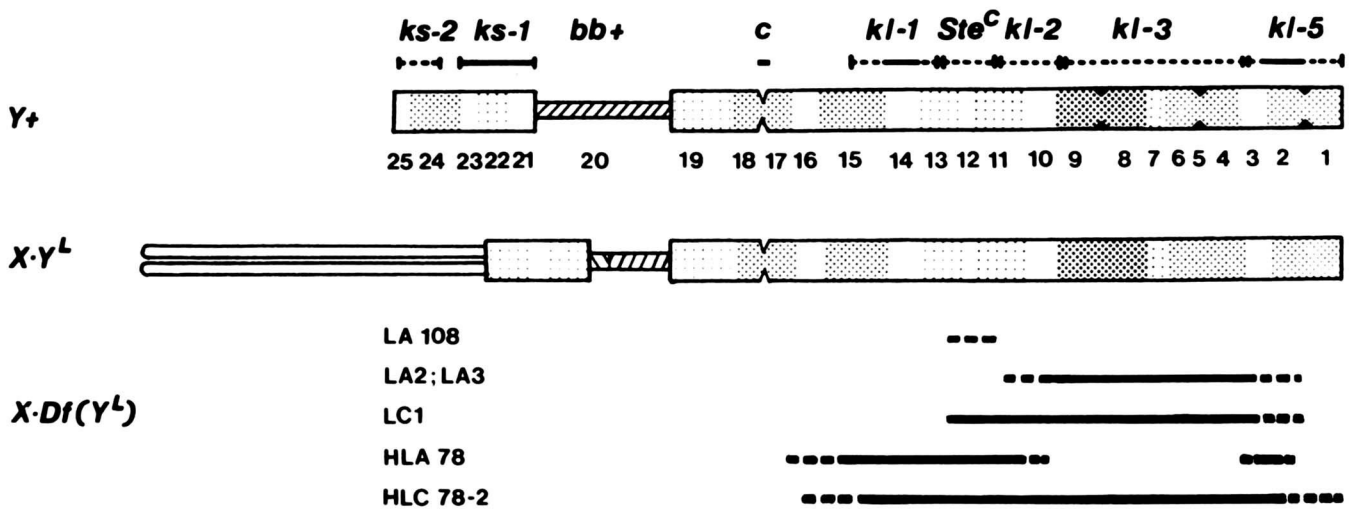 ks-2 ks-1 bb+ c kl-1 Ste^C kl-2 kl-3 kl-5
Y+
25 24 23 22 21 20 19 18 17 16 15 14 13 12 11 10 9 8 7 6 5 4 3 2 1
X·Y^L
LA 108
LA2; LA3
X·Df(Y^L)
LC1
HLA 78
HLC 78-2